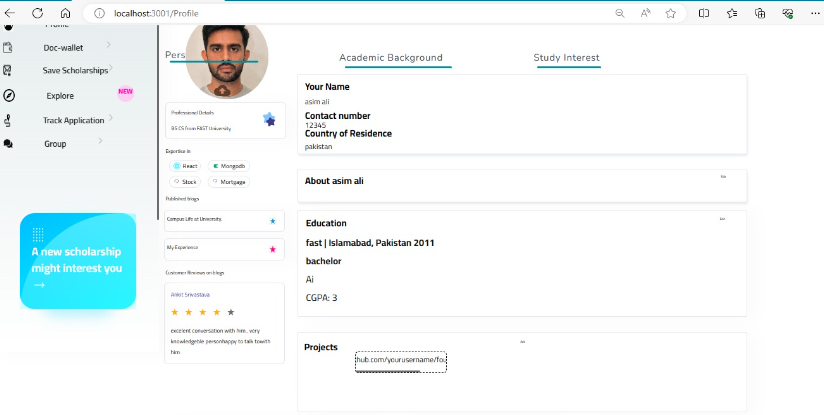 localhost:3001/Profile
Profile
Doc-wallet
Save Scholarships
Explore
NEW
Track Application
Group
A new scholarship
might interest you
Pers
Academic Background
Study Interest
Professional Details
BS CS from FAST University
Expertise in
React
Mongodb
Stock
Mortgage
Published blogs
Campus Life at University.
My Experience
Customer Reviews on blogs
Ankit Srivastava
excelent conversation with him.. very
knowledgeble personhappy to talk towith
him
Your Name
asim ali
Contact number
12345
Country of Residence
pakistan
About asim ali
Education
fast | Islamabad, Pakistan 2011
bachelor
Ai
CGPA: 3
Projects
hub.com/yourusername/fou